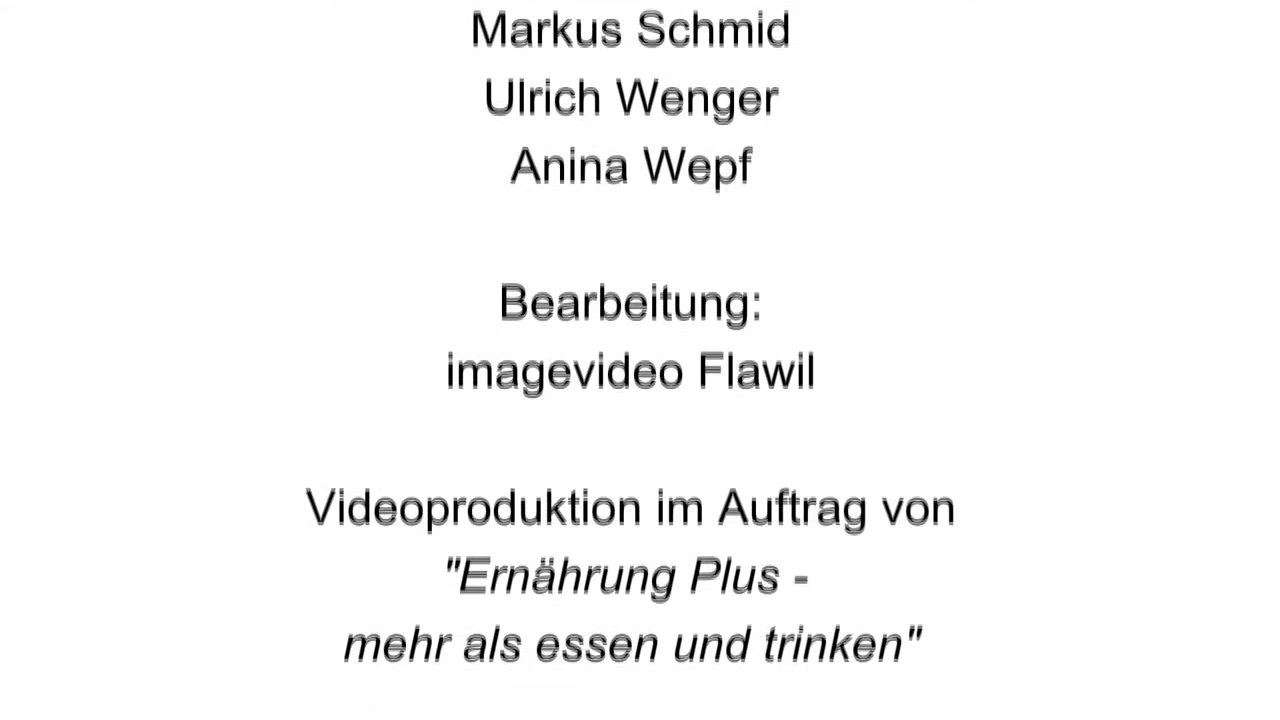 Markus Schmid
Ulrich Wenger
Anina Wepf
Bearbeitung:
imagevideo Flawil
Videoproduktion im Auftrag von
"Ernährung Plus -
mehr als essen und trinken"